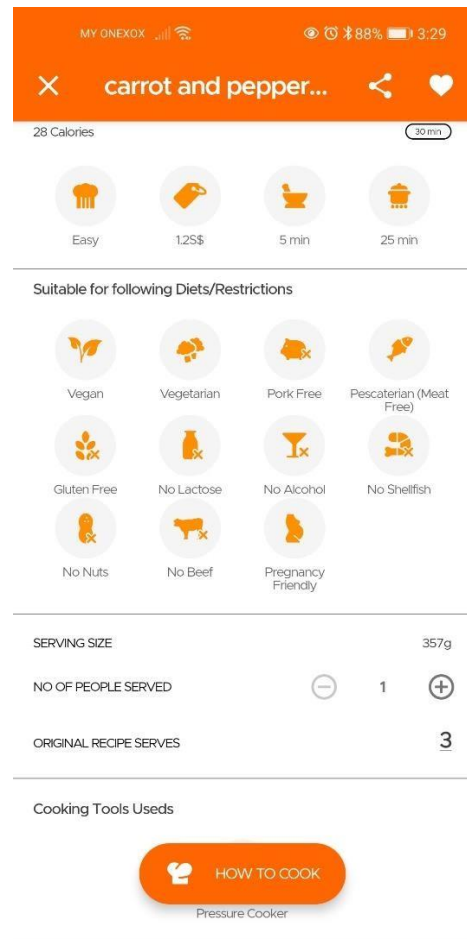 MY ONEXOX 88% 3:29
carrot and pepper...
28 Calories 30 min
Easy 1.2S$ 5 min 25 min
Suitable for following Diets/Restrictions
Vegan Vegetarian Pork Free Pescaterian (Meat
Free)
Gluten Free No Lactose No Alcohol No Shellfish
No Nuts No Beef Pregnancy
Friendly
SERVING SIZE 357g
NO OF PEOPLE SERVED 1
ORIGINAL RECIPE SERVES 3
Cooking Tools Useds
HOW TO COOK
Pressure Cooker